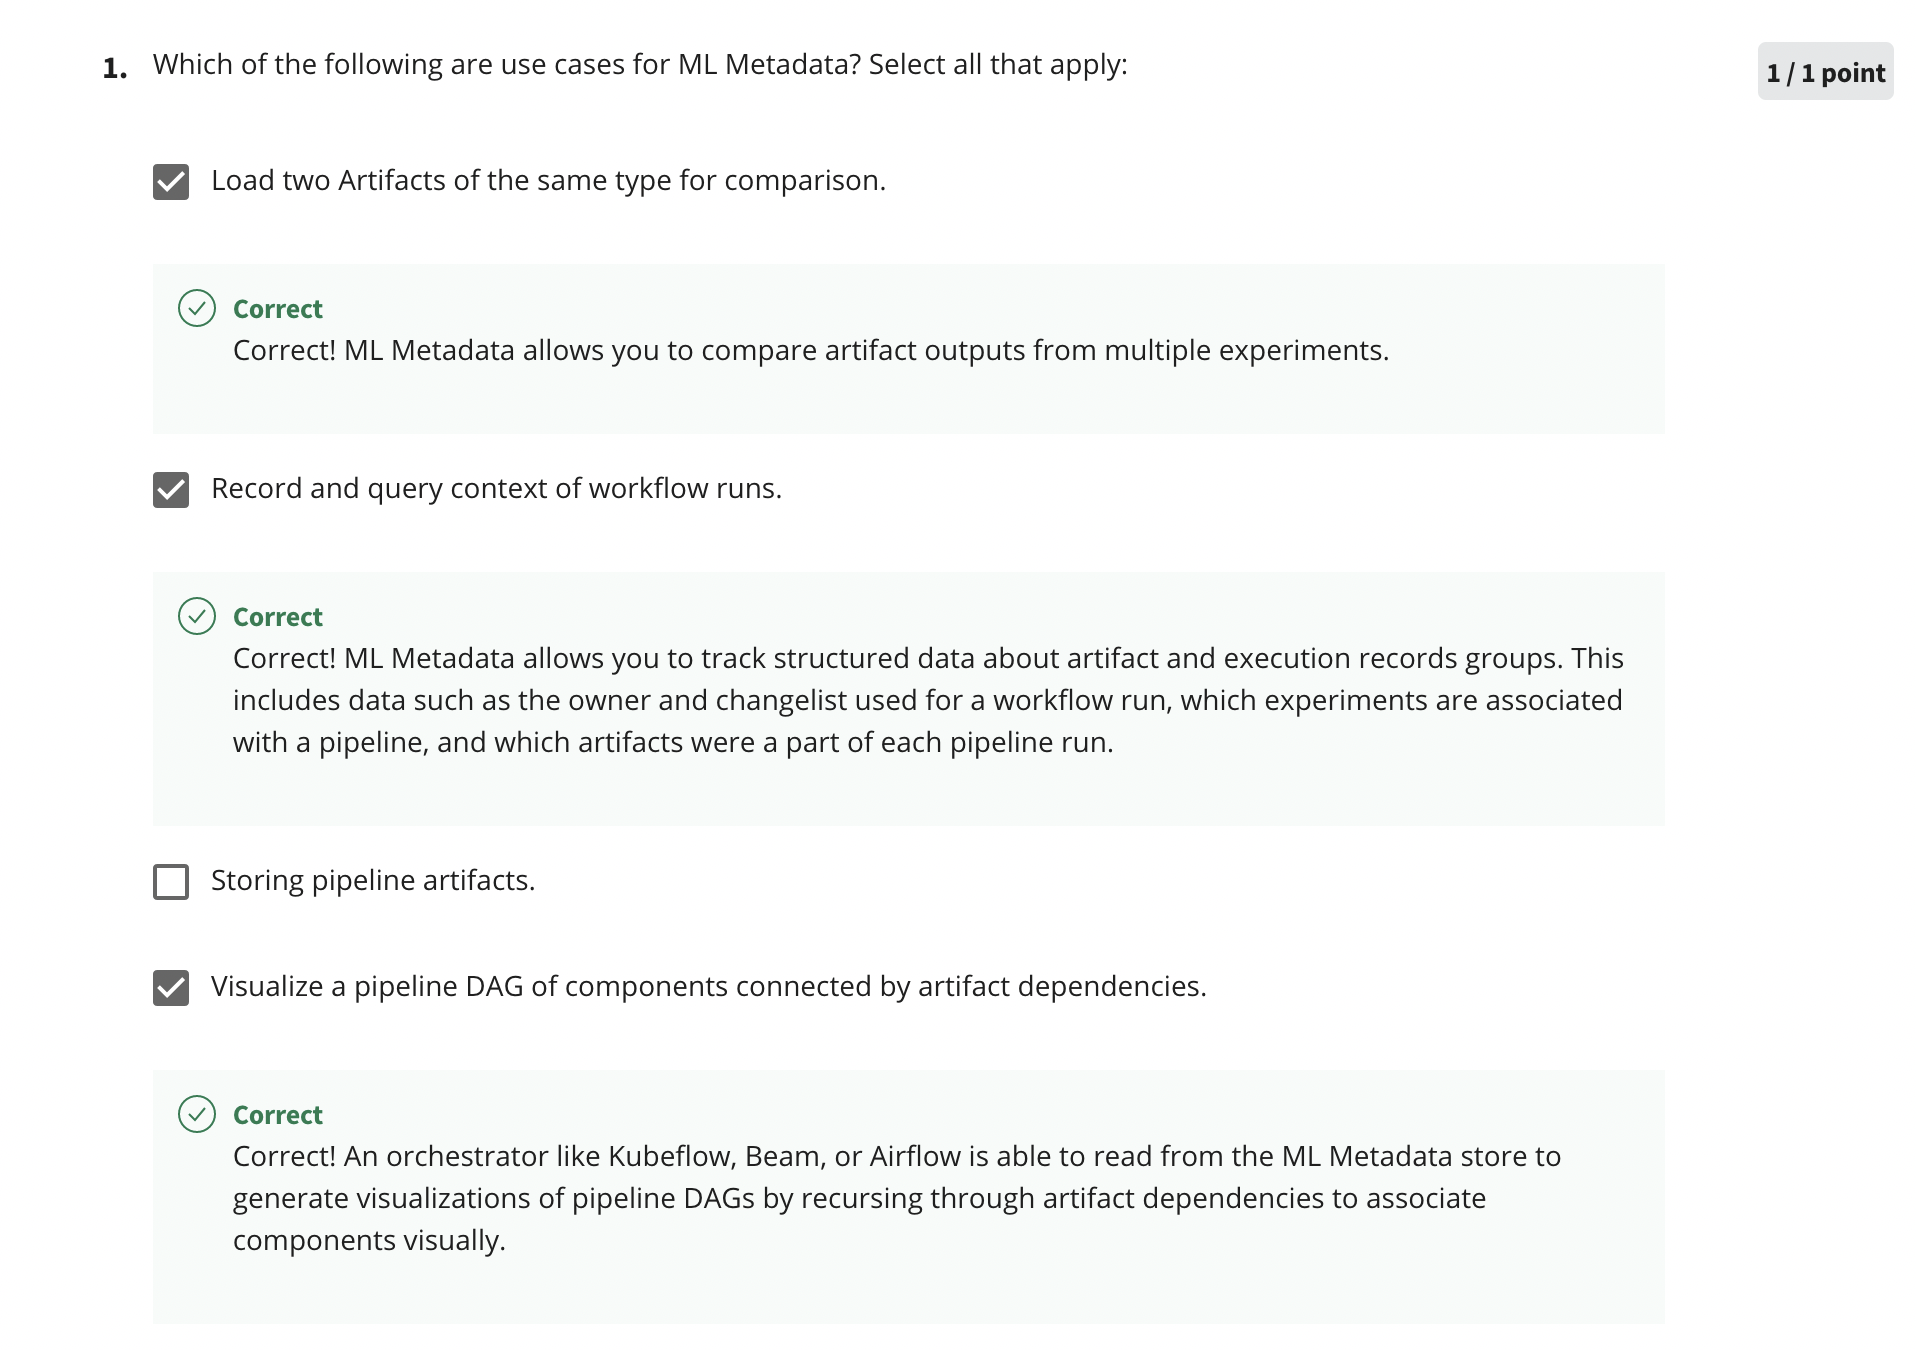 1. Which of the following are use cases for ML Metadata? Select all that apply:
1 / 1 point
Load two Artifacts of the same type for comparison.
Correct
Correct! ML Metadata allows you to compare artifact outputs from multiple experiments.
Record and query context of workflow runs.
Correct
Correct! ML Metadata allows you to track structured data about artifact and execution records groups. This
includes data such as the owner and changelist used for a workflow run, which experiments are associated
with a pipeline, and which artifacts were a part of each pipeline run.
Storing pipeline artifacts.
Visualize a pipeline DAG of components connected by artifact dependencies.
Correct
Correct! An orchestrator like Kubeflow, Beam, or Airflow is able to read from the ML Metadata store to
generate visualizations of pipeline DAGs by recursing through artifact dependencies to associate
components visually.